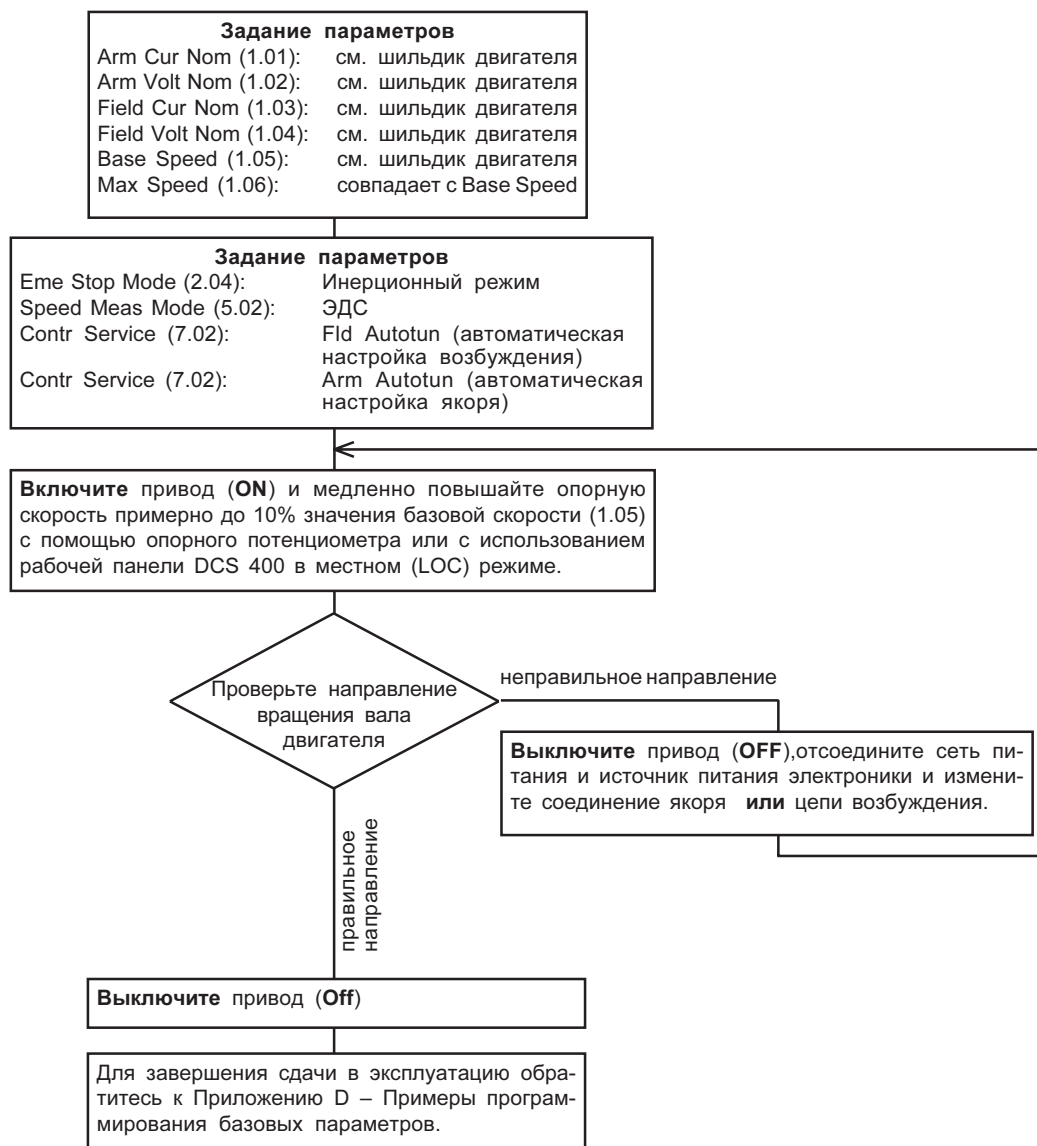 Задание параметров
Arm Cur Nom (1.01): см. шильдик двигателя
Arm Volt Nom (1.02): см. шильдик двигателя
Field Cur Nom (1.03): см. шильдик двигателя
Field Volt Nom (1.04): см. шильдик двигателя
Base Speed (1.05): см. шильдик двигателя
Max Speed (1.06): совпадает с Base Speed
Задание параметров
Eme Stop Mode (2.04): Инерционный режим
Speed Meas Mode (5.02): ЭДС
Contr Service (7.02): Fld Autotun (автоматическая
настройка возбуждения)
Contr Service (7.02): Arm Autotun (автоматическая
настройка якоря)
Включите привод (ON) и медленно повышайте опорную
скорость примерно до 10% значения базовой скорости (1.05)
с помощью опорного потенциометра или с использованием
рабочей панели DCS 400 в местном (LOC) режиме.
Проверьте направление
вращения вала
двигателя
неправильное направление
Выключите привод (OFF),отсоедините сеть пи-
тания и источник питания электроники и измени-
те соединение якоря или цепи возбуждения.
правильное
направление
Выключите привод (Off)
Для завершения сдачи в эксплуатацию обра-
титесь к Приложению D – Примеры програм-
мирования базовых параметров.